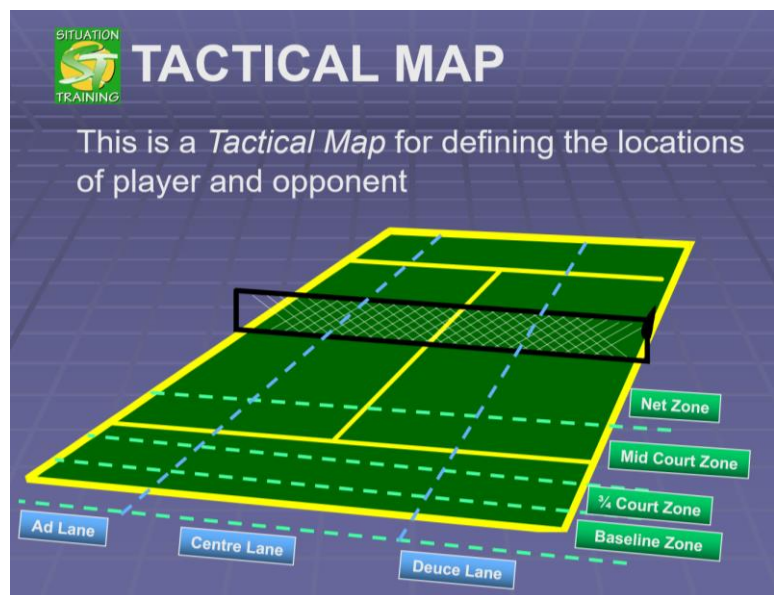 SITUATION
ST
TRAINING
TACTICAL MAP
This is a Tactical Map for defining the locations
of player and opponent
Net Zone
Mid Court Zone
¾ Court Zone
Baseline Zone
Ad Lane
Centre Lane
Deuce Lane